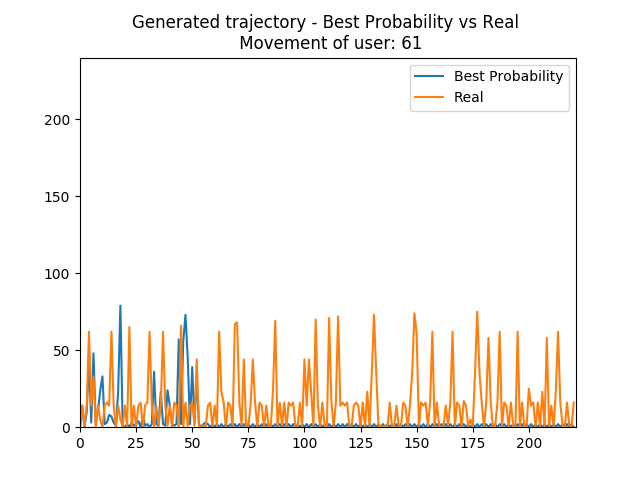 Generated trajectory - Best Probability vs Real
Movement of user: 61
Best Probability
Real
200
150
100
50
0
0 25 50 75 100 125 150 175 200